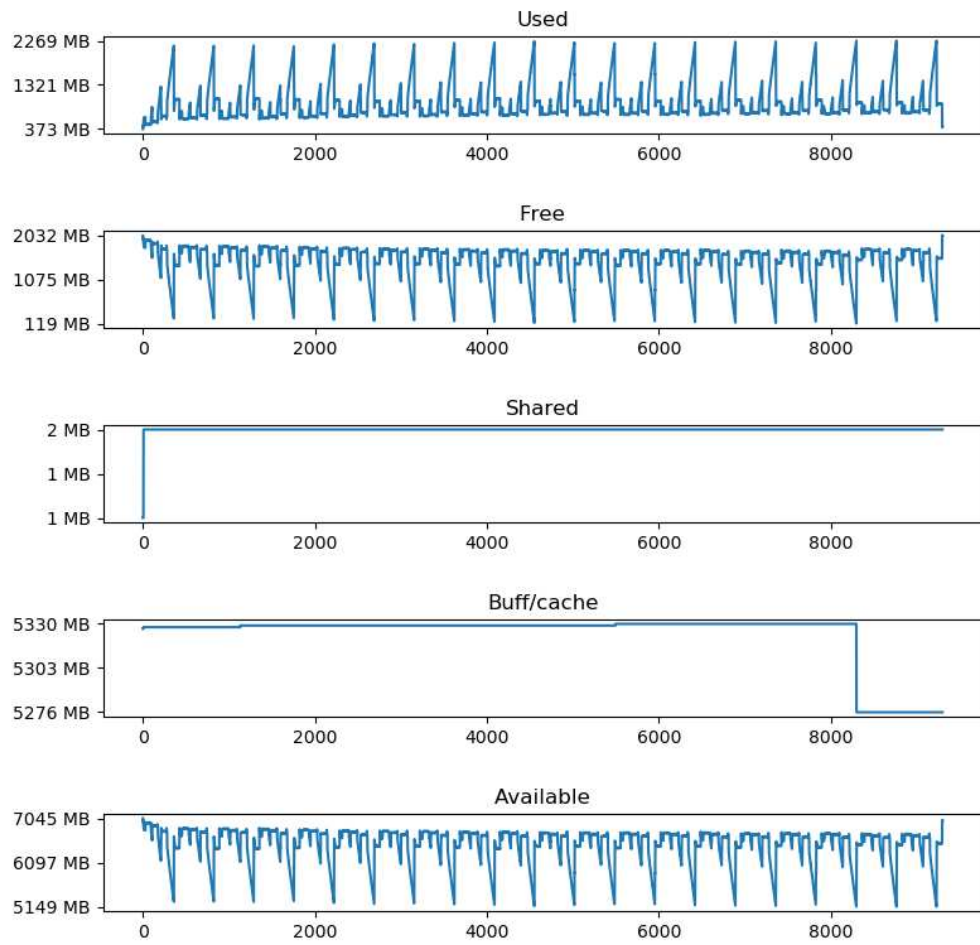 Used
2269 MB
1321 MB
373 MB
0 2000 4000 6000 8000
Free
2032 MB
1075 MB
119 MB
0 2000 4000 6000 8000
Shared
2 MB
1 MB
1 MB
0 2000 4000 6000 8000
Buff/cache
5330 MB
5303 MB
5276 MB
0 2000 4000 6000 8000
Available
7045 MB
6097 MB
5149 MB
0 2000 4000 6000 8000